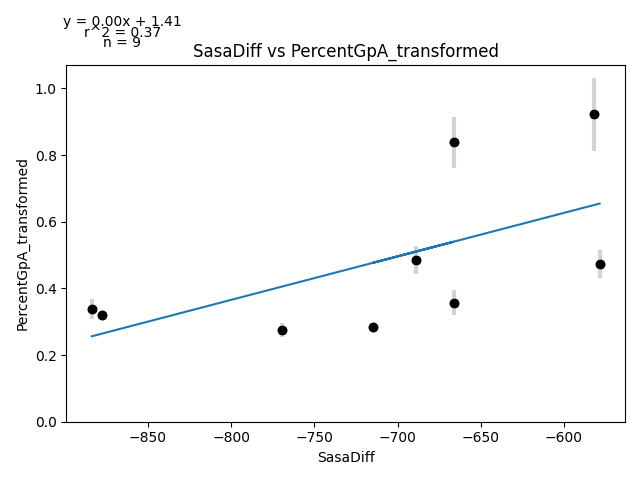 y = 0.00x + 1.41
r^2 = 0.37
n = 9
SasaDiff vs PercentGpA_transformed
PercentGpA_transformed
1.0
0.8
0.6
0.4
0.2
0.0
−850
−800
−750
−700
−650
−600
SasaDiff